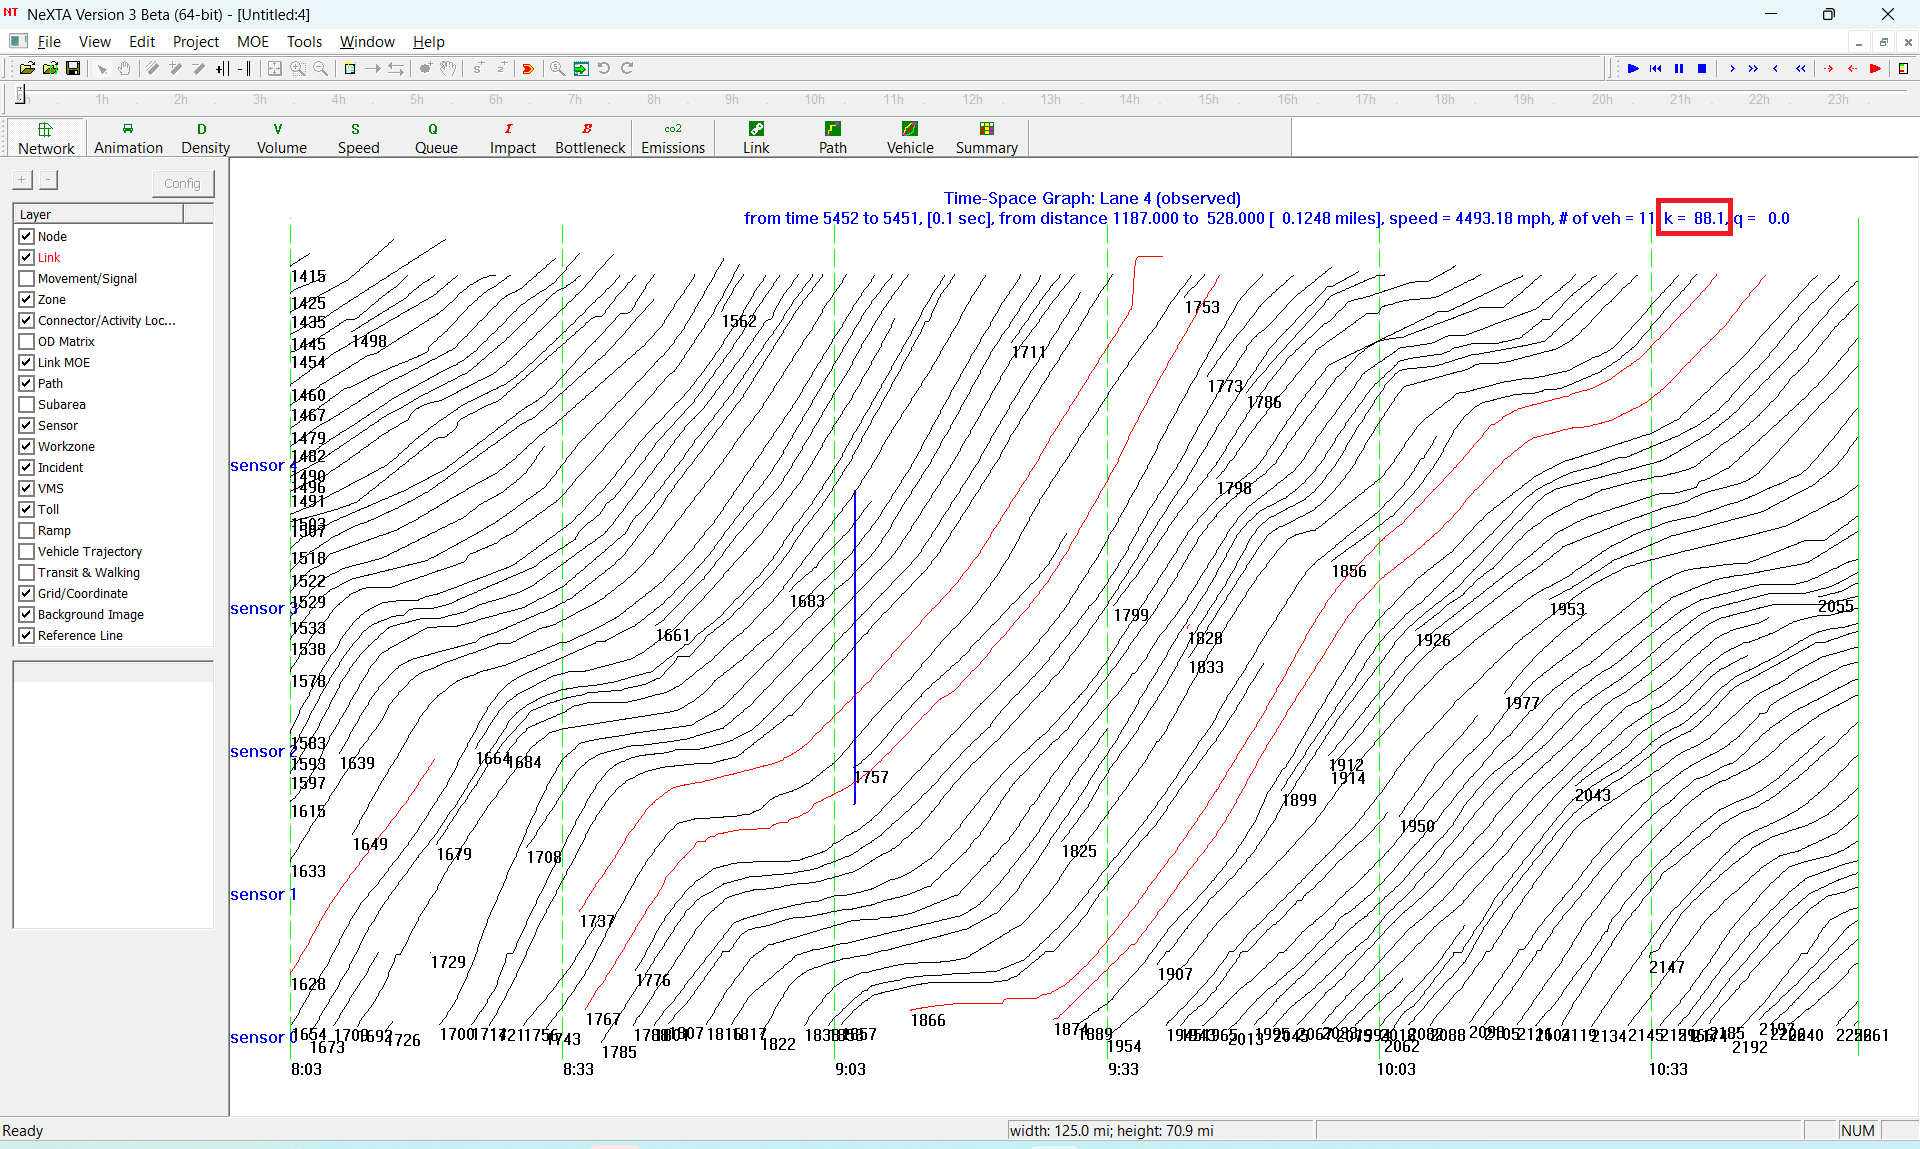 NeXTA Version 3 Beta (64-bit) - [Untitled:4]
File View Edit Project MOE Tools Window Help
1h 2h 3h 4h 5h 6h 7h 8h 9h 10h 11h 12h 13h 14h 15h 16h 17h 18h 19h 20h 21h 22h 23h
D V S Q I B co2
Network Animation Density Volume Speed Queue Impact Bottleneck Emissions Link Path Vehicle Summary
+ - Config
Layer
Node
Link
Movement/Signal
Zone
Connector/Activity Loc...
OD Matrix
Link MOE
Path
Subarea
Sensor
Workzone
Incident
VMS
Toll
Ramp
Vehicle Trajectory
Transit & Walking
Grid/Coordinate
Background Image
Reference Line
Time-Space Graph: Lane 4 (observed)
from time 5452 to 5451, [0.1 sec], from distance 1187.000 to 528.000 [ 0.1248 miles], speed = 4493.18 mph, # of veh = 11 k = 88.1, q = 0.0
1415
1425 1753
1435 1562
1445 1498
1454 1711
1460 1773
1467 1786
1479
1482
sensor 4
1490
1496 1798
1491
1503
1507
1518
1522 1856
1529 1683
sensor 3 1953 2055
1533 1799
1538 1661 1828 1926
1833
1578
1977
1583
sensor 2
1593 1639 1664 1684 1912
1597 1757 1914
1615 1899 2043
1950
1649 1825
1633 1679 1708
sensor 1
1737
1729 2147
1628 1776 1907
1767 1866 1874
sensor 0 1654 1700 1756 1816 1817 1857 1889 2088 2119 2134 2145
1673 1726 1743 1785 1822 1954 2013 2062 2192
8:03 8:33 9:03 9:33 10:03 10:33
Ready width: 125.0 mi; height: 70.9 mi NUM